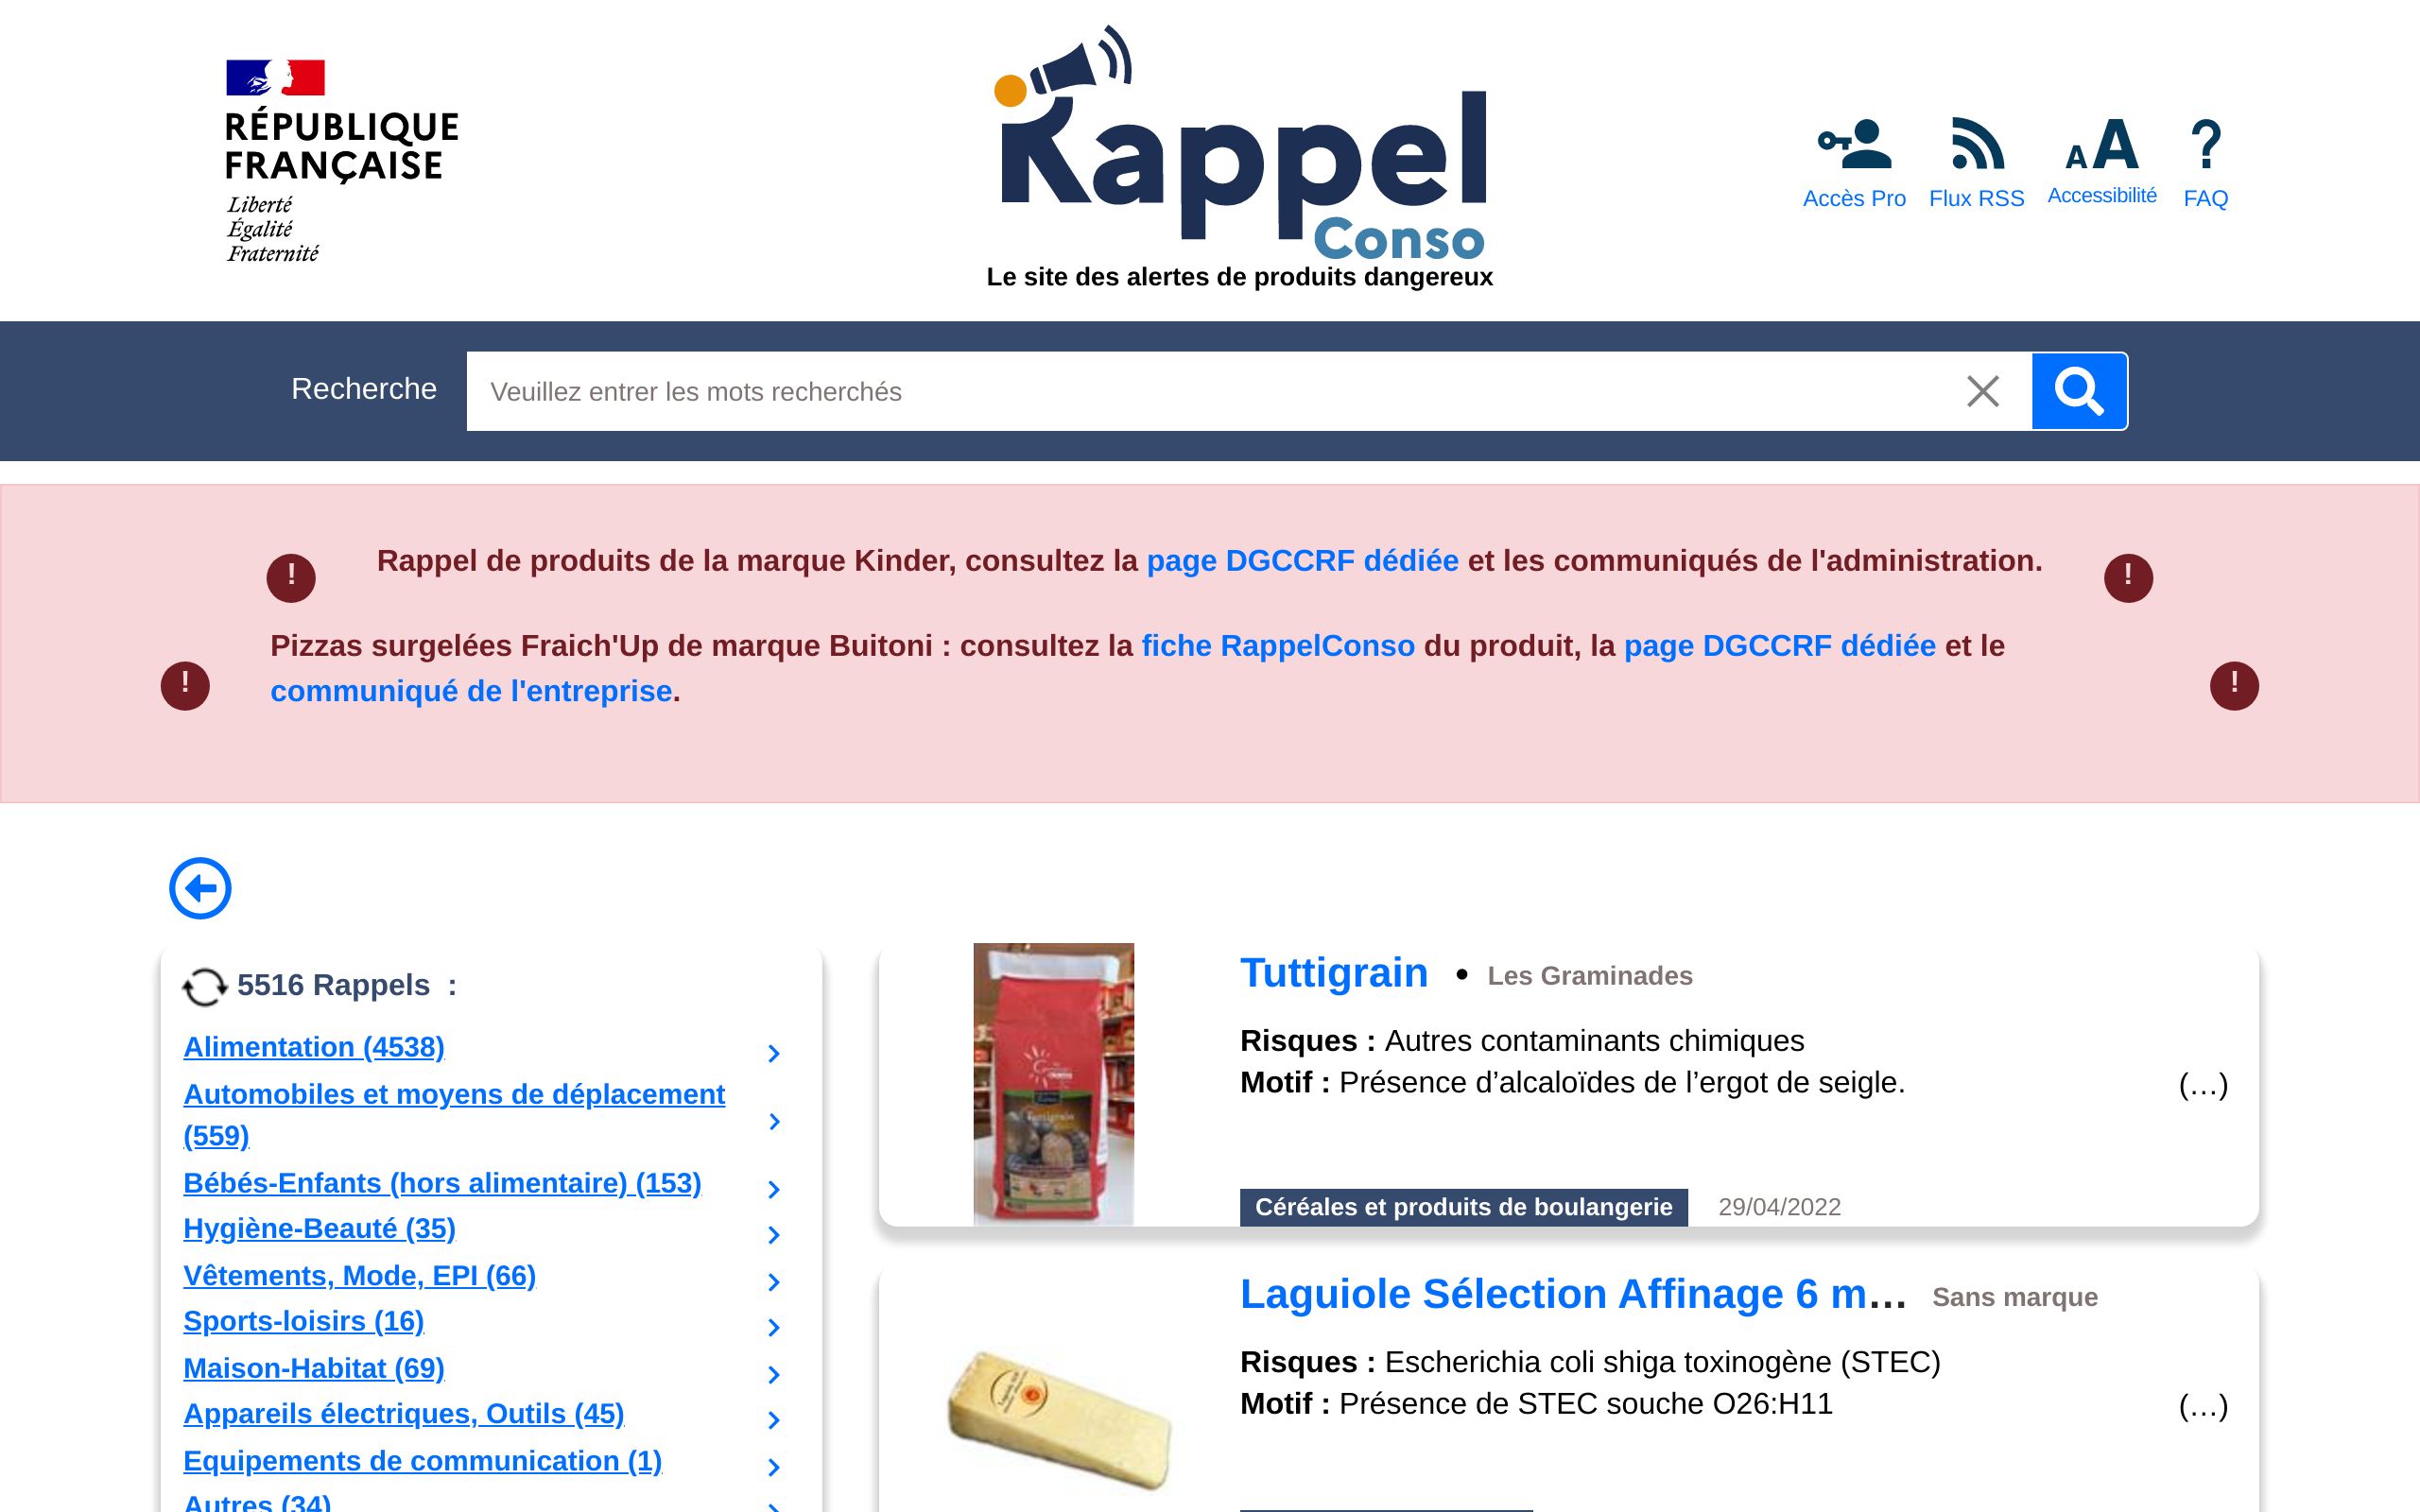 RÉPUBLIQUE
FRANÇAISE
Liberté
Égalité
Fraternité
Rappel
Conso
Le site des alertes de produits dangereux
Accès Pro
Flux RSS
Accessibilité
FAQ
Recherche
Veuillez entrer les mots recherchés
Rappel de produits de la marque Kinder, consultez la page DGCCRF dédiée et les communiqués de l'administration.
Pizzas surgelées Fraich'Up de marque Buitoni : consultez la fiche RappelConso du produit, la page DGCCRF dédiée et le
communiqué de l'entreprise.
5516 Rappels :
Alimentation (4538)
Automobiles et moyens de déplacement
(559)
Bébés-Enfants (hors alimentaire) (153)
Hygiène-Beauté (35)
Vêtements, Mode, EPI (66)
Sports-loisirs (16)
Maison-Habitat (69)
Appareils électriques, Outils (45)
Equipements de communication (1)
Autres (34)
Tuttigrain • Les Graminades
Risques : Autres contaminants chimiques
Motif : Présence d’alcaloïdes de l’ergot de seigle. (…)
Céréales et produits de boulangerie 29/04/2022
Laguiole Sélection Affinage 6 m... Sans marque
Risques : Escherichia coli shiga toxinogène (STEC)
Motif : Présence de STEC souche O26:H11 (…)